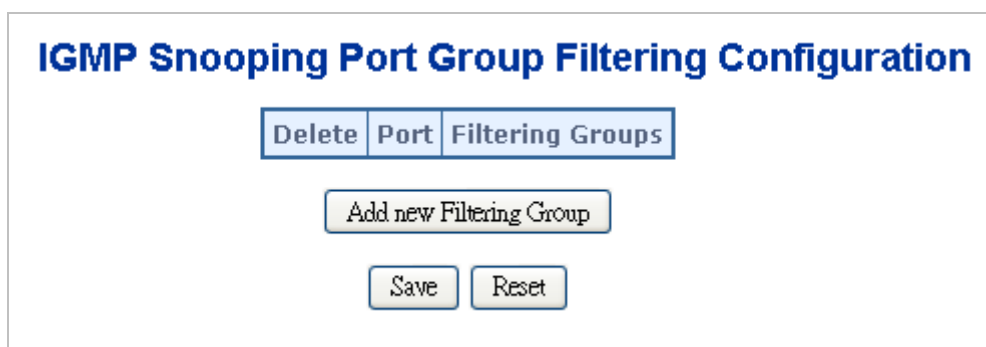 IGMP Snooping Port Group Filtering Configuration
Delete Port Filtering Groups
Add new Filtering Group
Save Reset